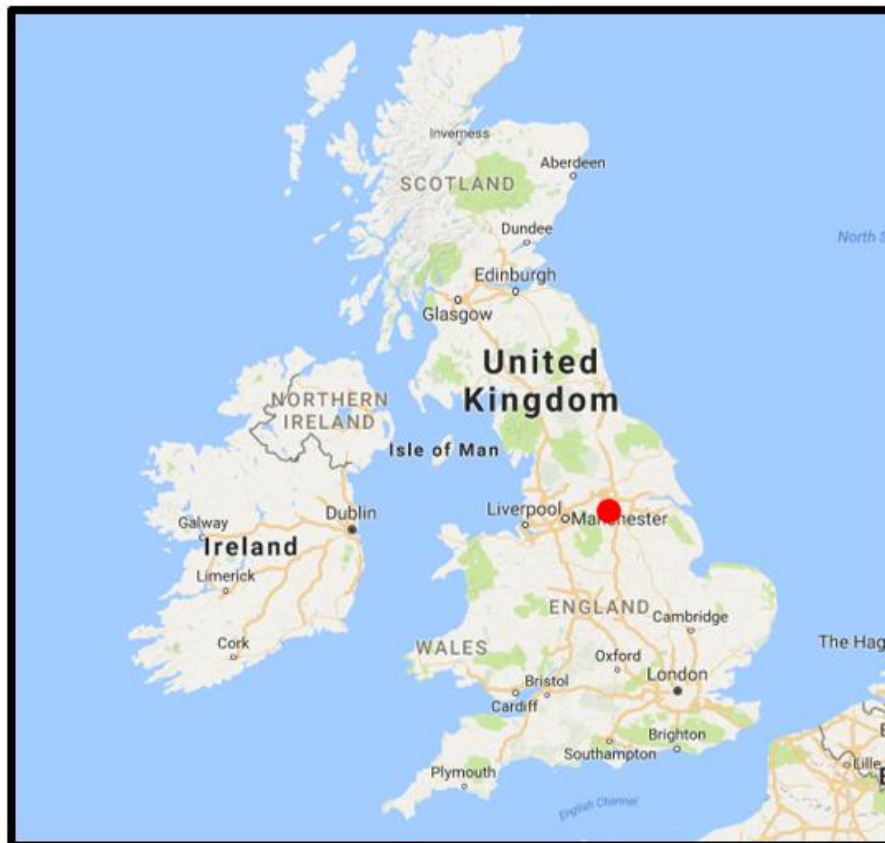 Inverness
Aberdeen
SCOTLAND
Dundee
North S
Edinburgh
Glasgow
United
Kingdom
NORTHERN
IRELAND
Isle of Man
Liverpool
Manchester
Dublin
Galway
Ireland
Limerick
ENGLAND
Cambridge
Cork
WALES
The Hag
Oxford
London
Bristol
Cardiff
Brighton
Southampton
Lille
Plymouth
English Channel